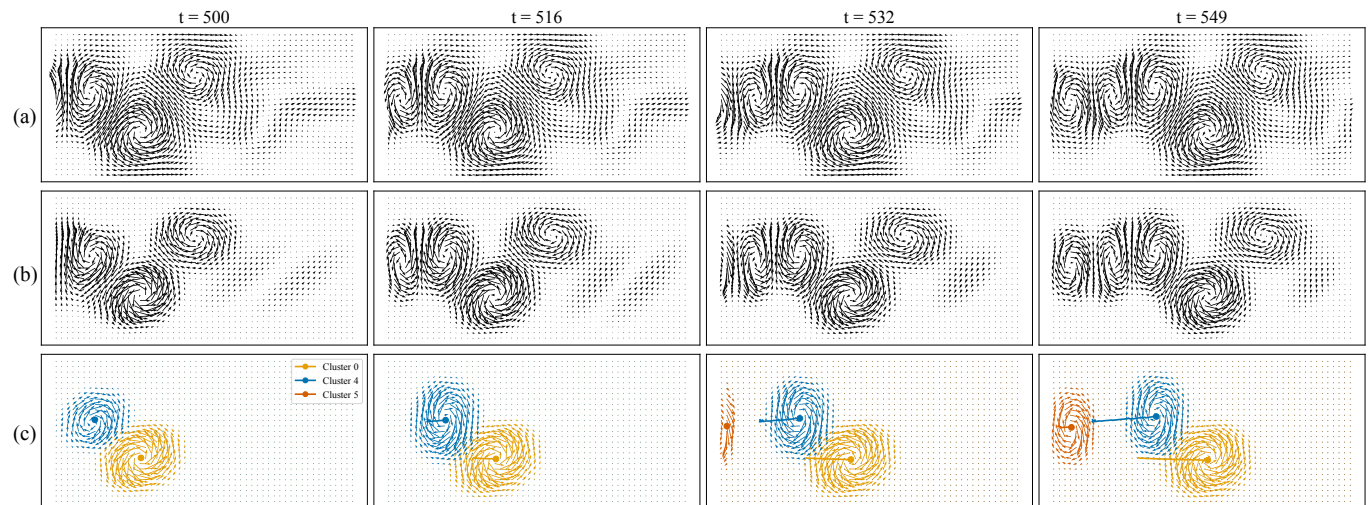 t = 500 t = 516 t = 532 t = 549
(a)
(b)
(c)
Cluster 0
Cluster 4
Cluster 5